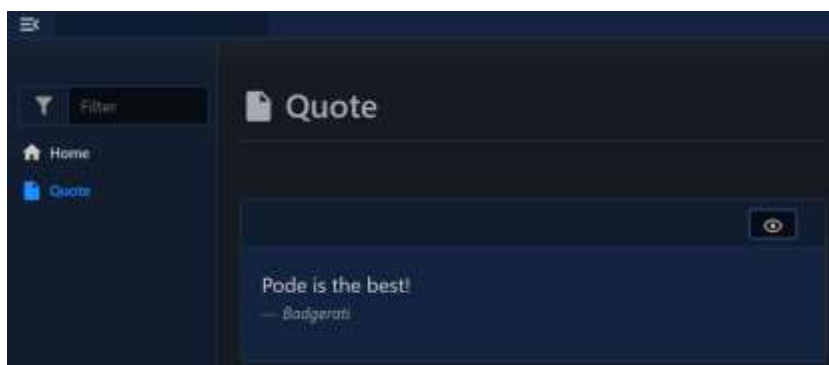 Filter
Home
Quote
Quote
Pode is the best!
— Badgerati